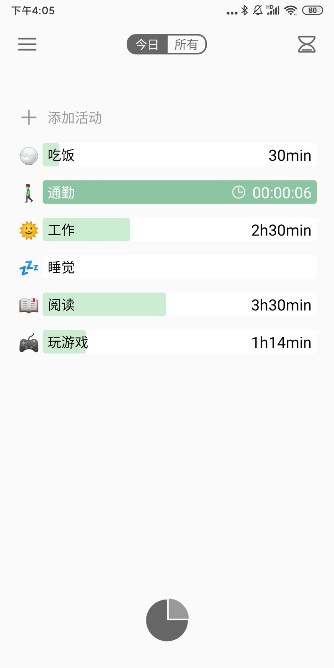 下午4:05
80
今日 所有
添加活动
吃饭 30min
通勤 00:00:06
工作 2h30min
睡觉
阅读 3h30min
玩游戏 1h14min